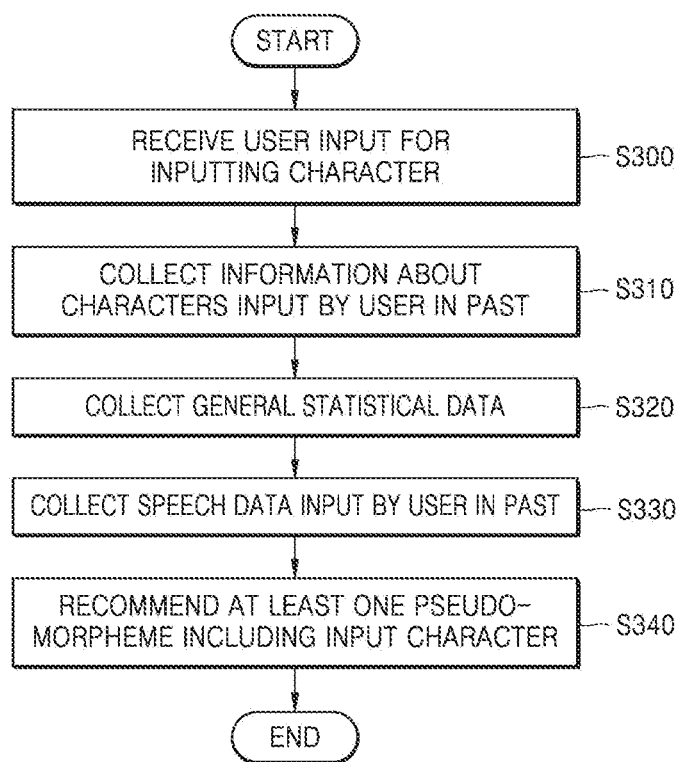 START
RECEIVE USER INPUT FOR
INPUTTING CHARACTER
S300
COLLECT INFORMATION ABOUT
CHARACTERS INPUT BY USER IN PAST
S310
COLLECT GENERAL STATISTICAL DATA
S320
COLLECT SPEECH DATA INPUT BY USER IN PAST
S330
RECOMMEND AT LEAST ONE PSEUDO-
MORPHEME INCLUDING INPUT CHARACTER
S340
END